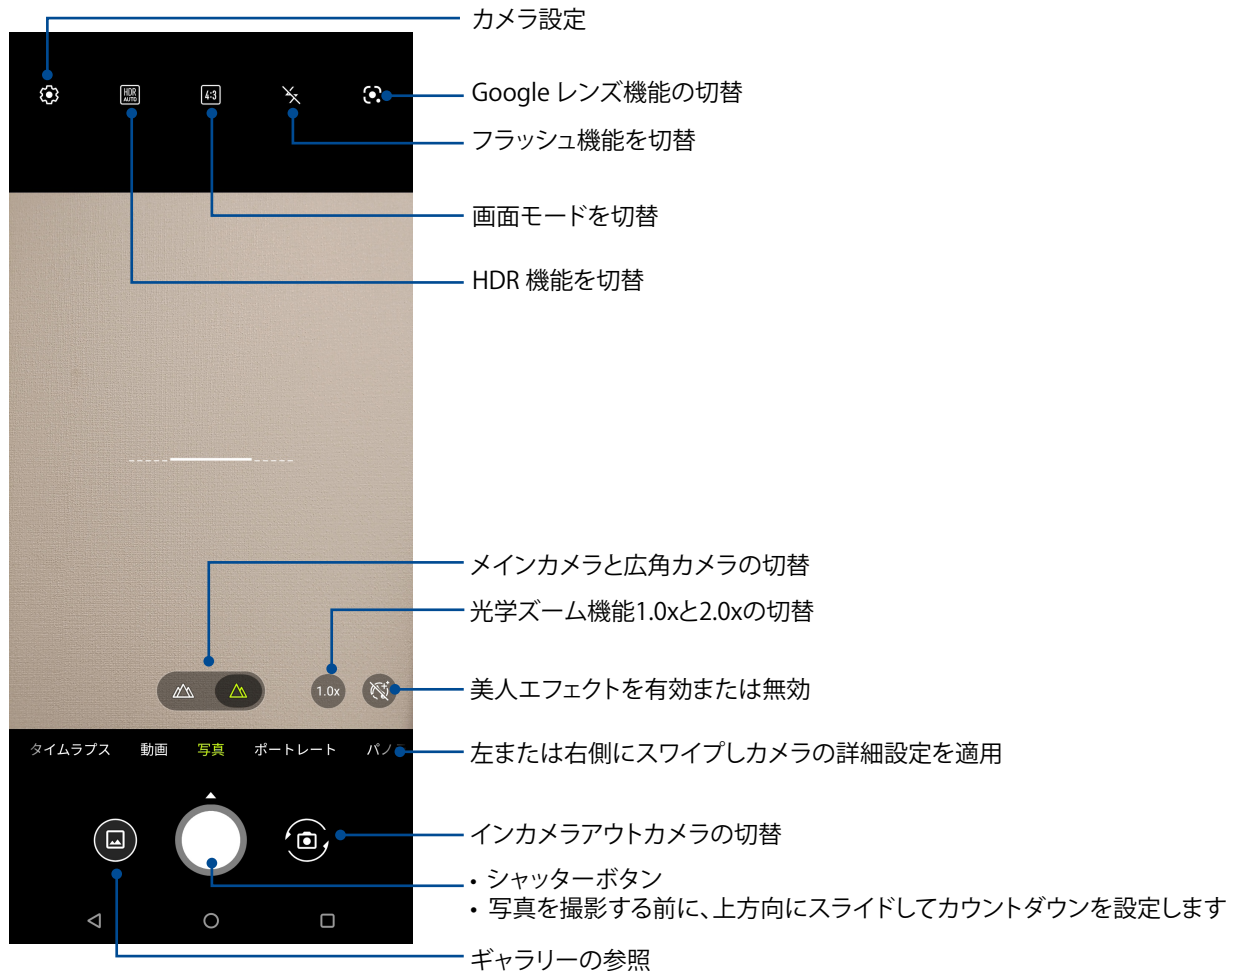 カメラ設定
HDR
AUTO
4:3
Google レンズ機能の切替
フラッシュ機能を切替
画面モードを切替
HDR 機能を切替
メインカメラと広角カメラの切替
光学ズーム機能1.0xと2.0xの切替
1.0x
美人エフェクトを有効または無効
タイムラプス 動画 写真 ポートレート パノ
左または右側にスワイプしカメラの詳細設定を適用
インカメラアウトカメラの切替
• シャッターボタン
• 写真を撮影する前に、上方向にスライドしてカウントダウンを設定します
ギャラリーの参照